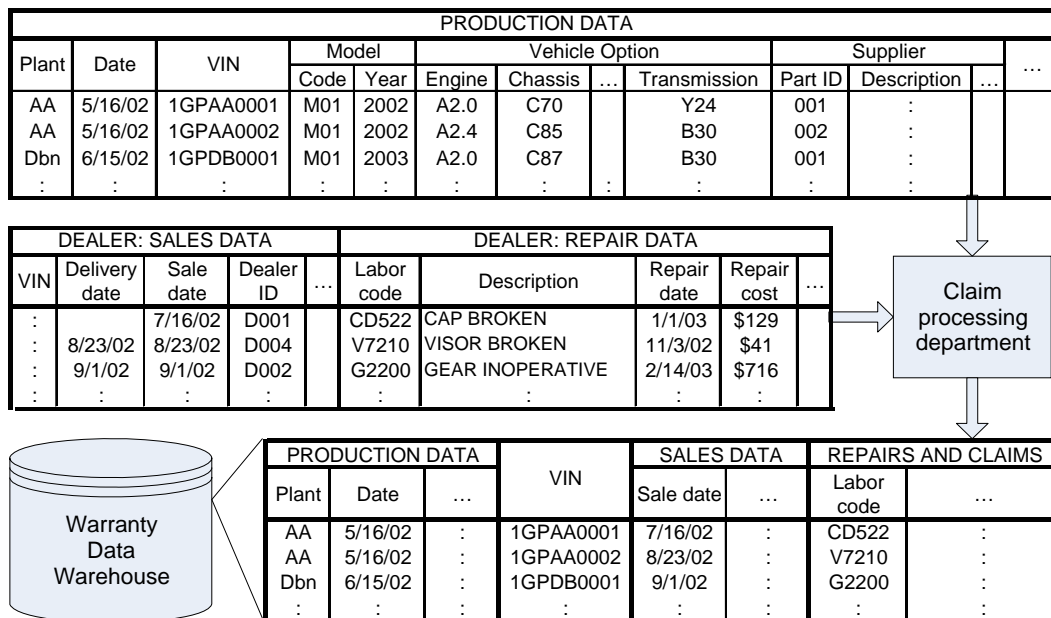 PRODUCTION DATA
Plant Date VIN Model Vehicle Option Supplier …
Code Year Engine Chassis … Transmission Part ID Description …
AA 5/16/02 1GPAA0001 M01 2002 A2.0 C70 Y24 001 :
AA 5/16/02 1GPAA0002 M01 2002 A2.4 C85 B30 002 :
Dbn 6/15/02 1GPDB0001 M01 2003 A2.0 C87 B30 001 :
: : : : : : : : : : :
DEALER: SALES DATA DEALER: REPAIR DATA
VIN Delivery date Sale date Dealer ID … Labor code Description Repair date Repair cost …
: 7/16/02 D001 CD522 CAP BROKEN 1/1/03 $129
: 8/23/02 8/23/02 D004 V7210 VISOR BROKEN 11/3/02 $41
: 9/1/02 9/1/02 D002 G2200 GEAR INOPERATIVE 2/14/03 $716
: : : : : : : :
Claim
processing
department
Warranty
Data
Warehouse
PRODUCTION DATA VIN SALES DATA REPAIRS AND CLAIMS
Plant Date … Sale date … Labor code …
AA 5/16/02 : 1GPAA0001 7/16/02 : CD522 :
AA 5/16/02 : 1GPAA0002 8/23/02 : V7210 :
Dbn 6/15/02 : 1GPDB0001 9/1/02 : G2200 :
: : : : : : : :